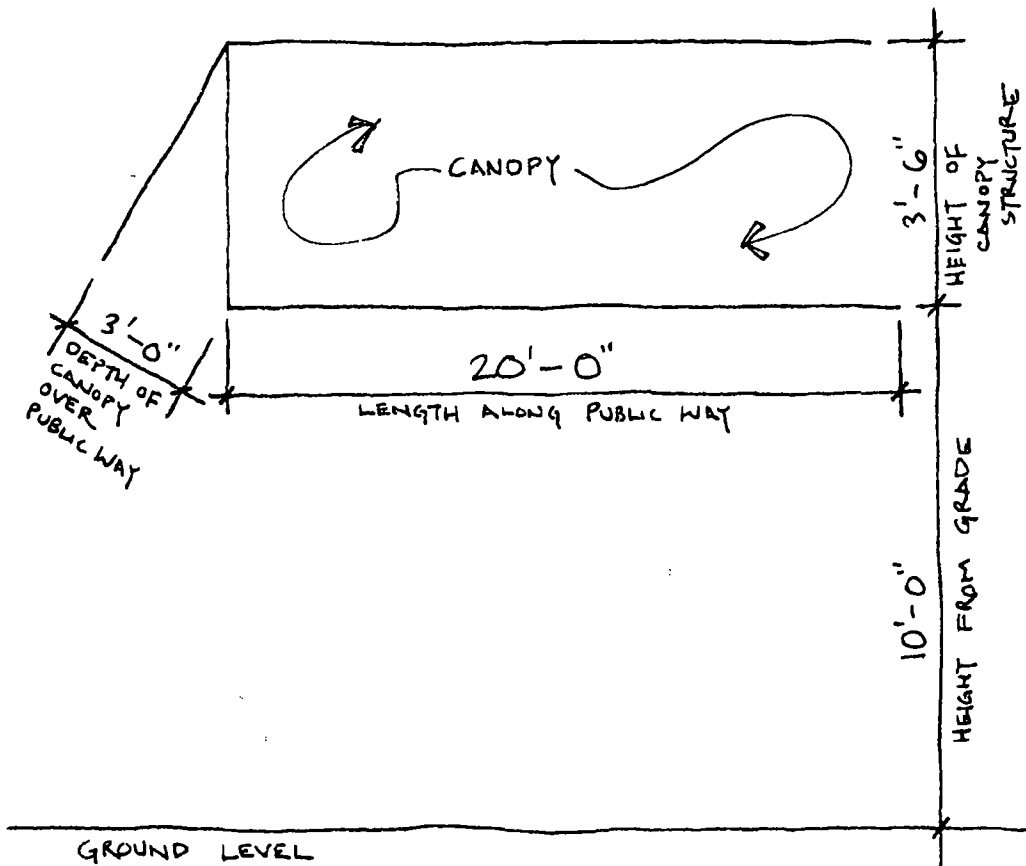 CANOPY
3'-6"
HEIGHT OF
CANOPY
STRUCTURE
3'-0"
DEPTH OF
CANOPY
OVER
PUBLIC WAY
20'-0"
LENGTH ALONG PUBLIC WAY
10'-0"
HEIGHT FROM GRADE
GROUND LEVEL